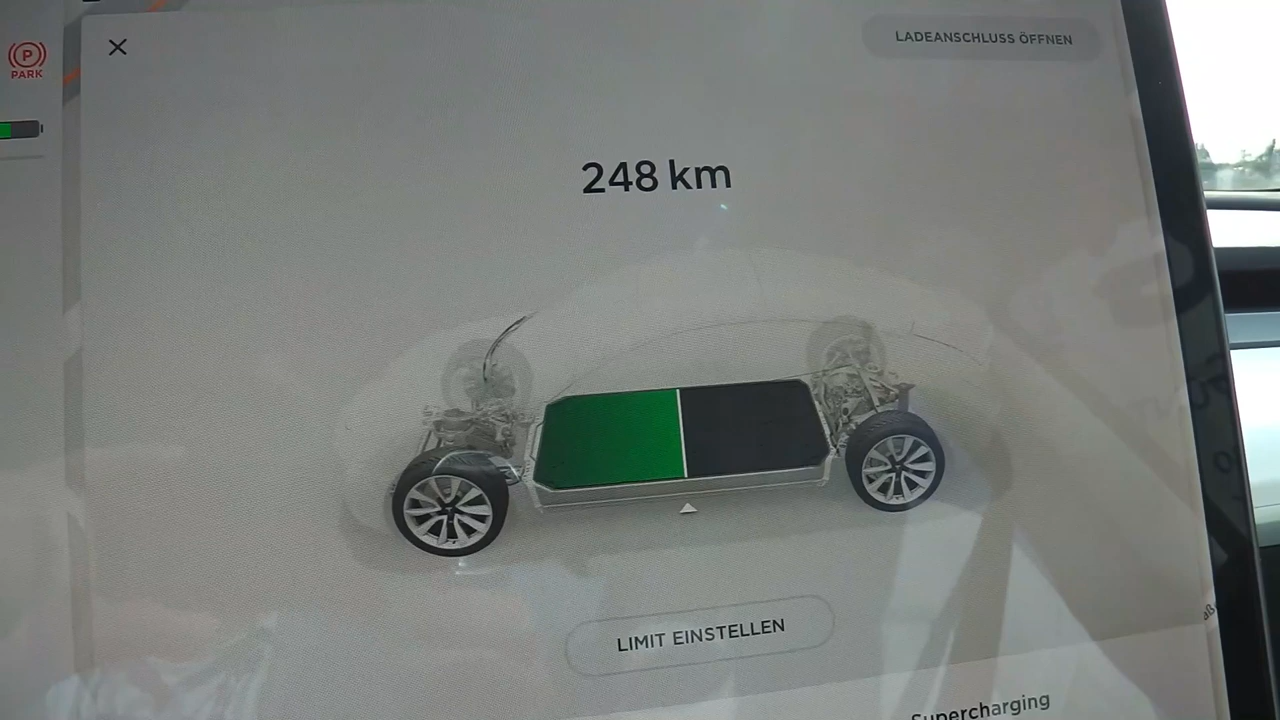 LADEANSCHLUSS ÖFFNEN
P
PARK
248 km
LIMIT EINSTELLEN
Supercharging